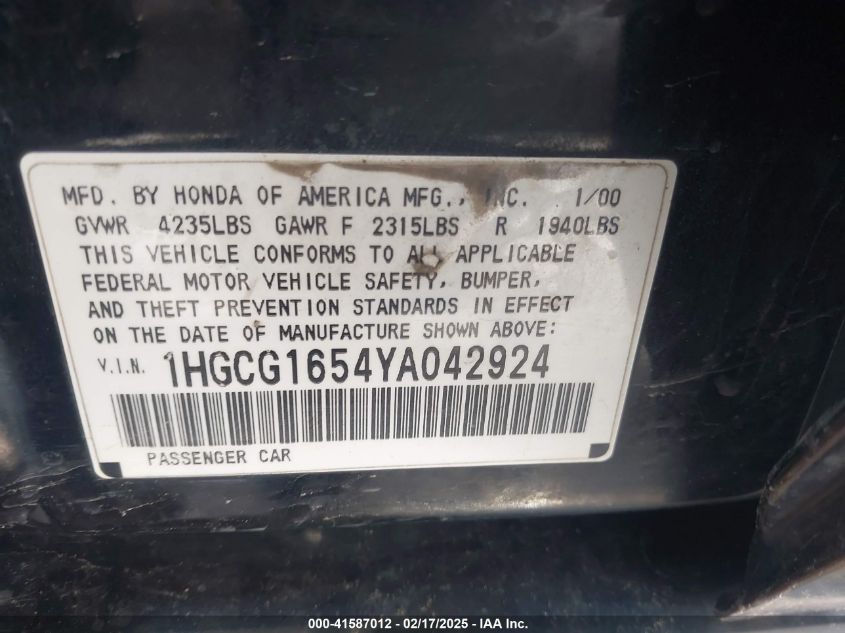 MFD. BY HONDA OF AMERICA MFG., INC. 1/00
GVWR 4235LBS GAWR F 2315LBS R 1940LBS
THIS VEHICLE CONFORMS TO ALL APPLICABLE
FEDERAL MOTOR VEHICLE SAFETY, BUMPER,
AND THEFT PREVENTION STANDARDS IN EFFECT
ON THE DATE OF MANUFACTURE SHOWN ABOVE:
V.I.N. 1HGCG1654YA042924
PASSENGER CAR
000-41587012 - 02/17/2025 - IAA Inc.